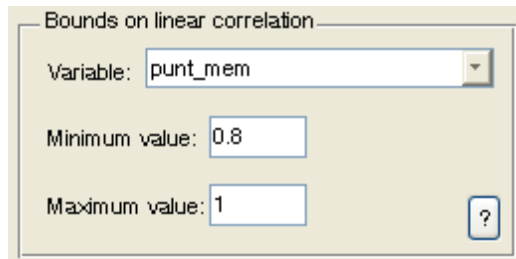 Bounds on linear correlation
Variable: punt_mem
Minimum value: 0.8
Maximum value: 1
?